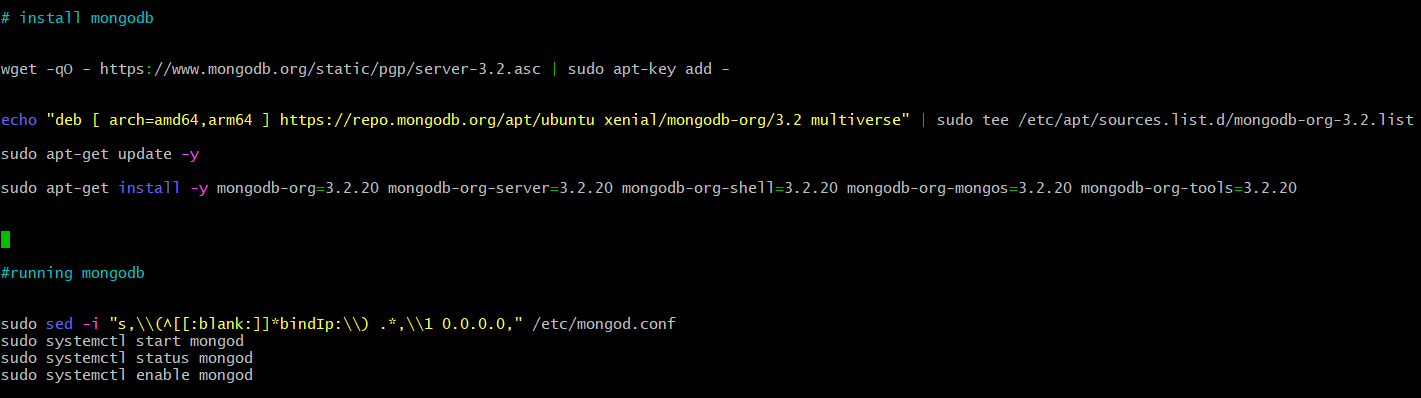 # install mongodb
wget -qO - https://www.mongodb.org/static/pgp/server-3.2.asc | sudo apt-key add -
echo "deb [ arch=amd64,arm64 ] https://repo.mongodb.org/apt/ubuntu xenial/mongodb-org/3.2 multiverse" | sudo tee /etc/apt/sources.list.d/mongodb-org-3.2.list
sudo apt-get update -y
sudo apt-get install -y mongodb-org=3.2.20 mongodb-org-server=3.2.20 mongodb-org-shell=3.2.20 mongodb-org-mongos=3.2.20 mongodb-org-tools=3.2.20
#running mongodb
sudo sed -i "s,\\(^[[:blank:]]*bindIp:\\) .*,\\1 0.0.0.0," /etc/mongod.conf
sudo systemctl start mongod
sudo systemctl status mongod
sudo systemctl enable mongod